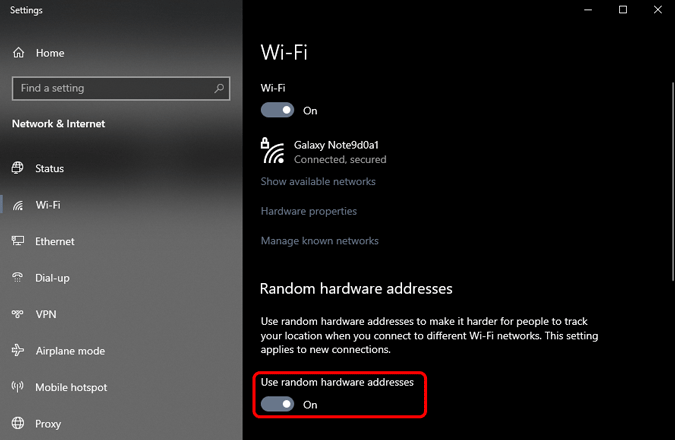 Settings
Home
Find a setting
Network & Internet
Status
Wi-Fi
Ethernet
Dial-up
VPN
Airplane mode
Mobile hotspot
Proxy
Wi-Fi
Wi-Fi
On
Galaxy Note9d0a1
Connected, secured
Show available networks
Hardware properties
Manage known networks
Random hardware addresses
Use random hardware addresses to make it harder for people to track
your location when you connect to different Wi-Fi networks. This setting
applies to new connections.
Use random hardware addresses
On